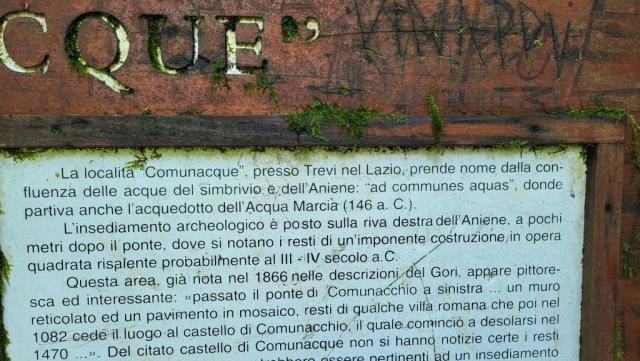 CQUE"
La località "Comunacque", presso Trevi nel Lazio, prende nome dalla con-
fluenza delle acque del simbrivio e dell'Aniene: "ad communes aquas", donde
partiva anche l'acquedotto dell'Acqua Marcia (146 a. C.).
L'insediamento archeologico è posto sulla riva destra dell'Aniene, a pochi
metri dopo il ponte, dove si notano i resti di un'imponente costruzione, in opera
quadrata risalente probabilmente al III - IV secolo a.C.
Questa area, già nota nel 1866 nelle descrizioni del Gori, appare pittore-
sca ed interessante: «passato il ponte di Comunacchio a sinistra ... un muro
reticolato ed un pavimento in mosaico, resti di qualche villa romana che poi nel
1082 cede il luogo al castello di Comunacchio, il quale cominciò a desolarsi nel
1470 ...». Del citato castello di Comunacque non si hanno notizie certe i resti
essere pertinenti ad un insediamento